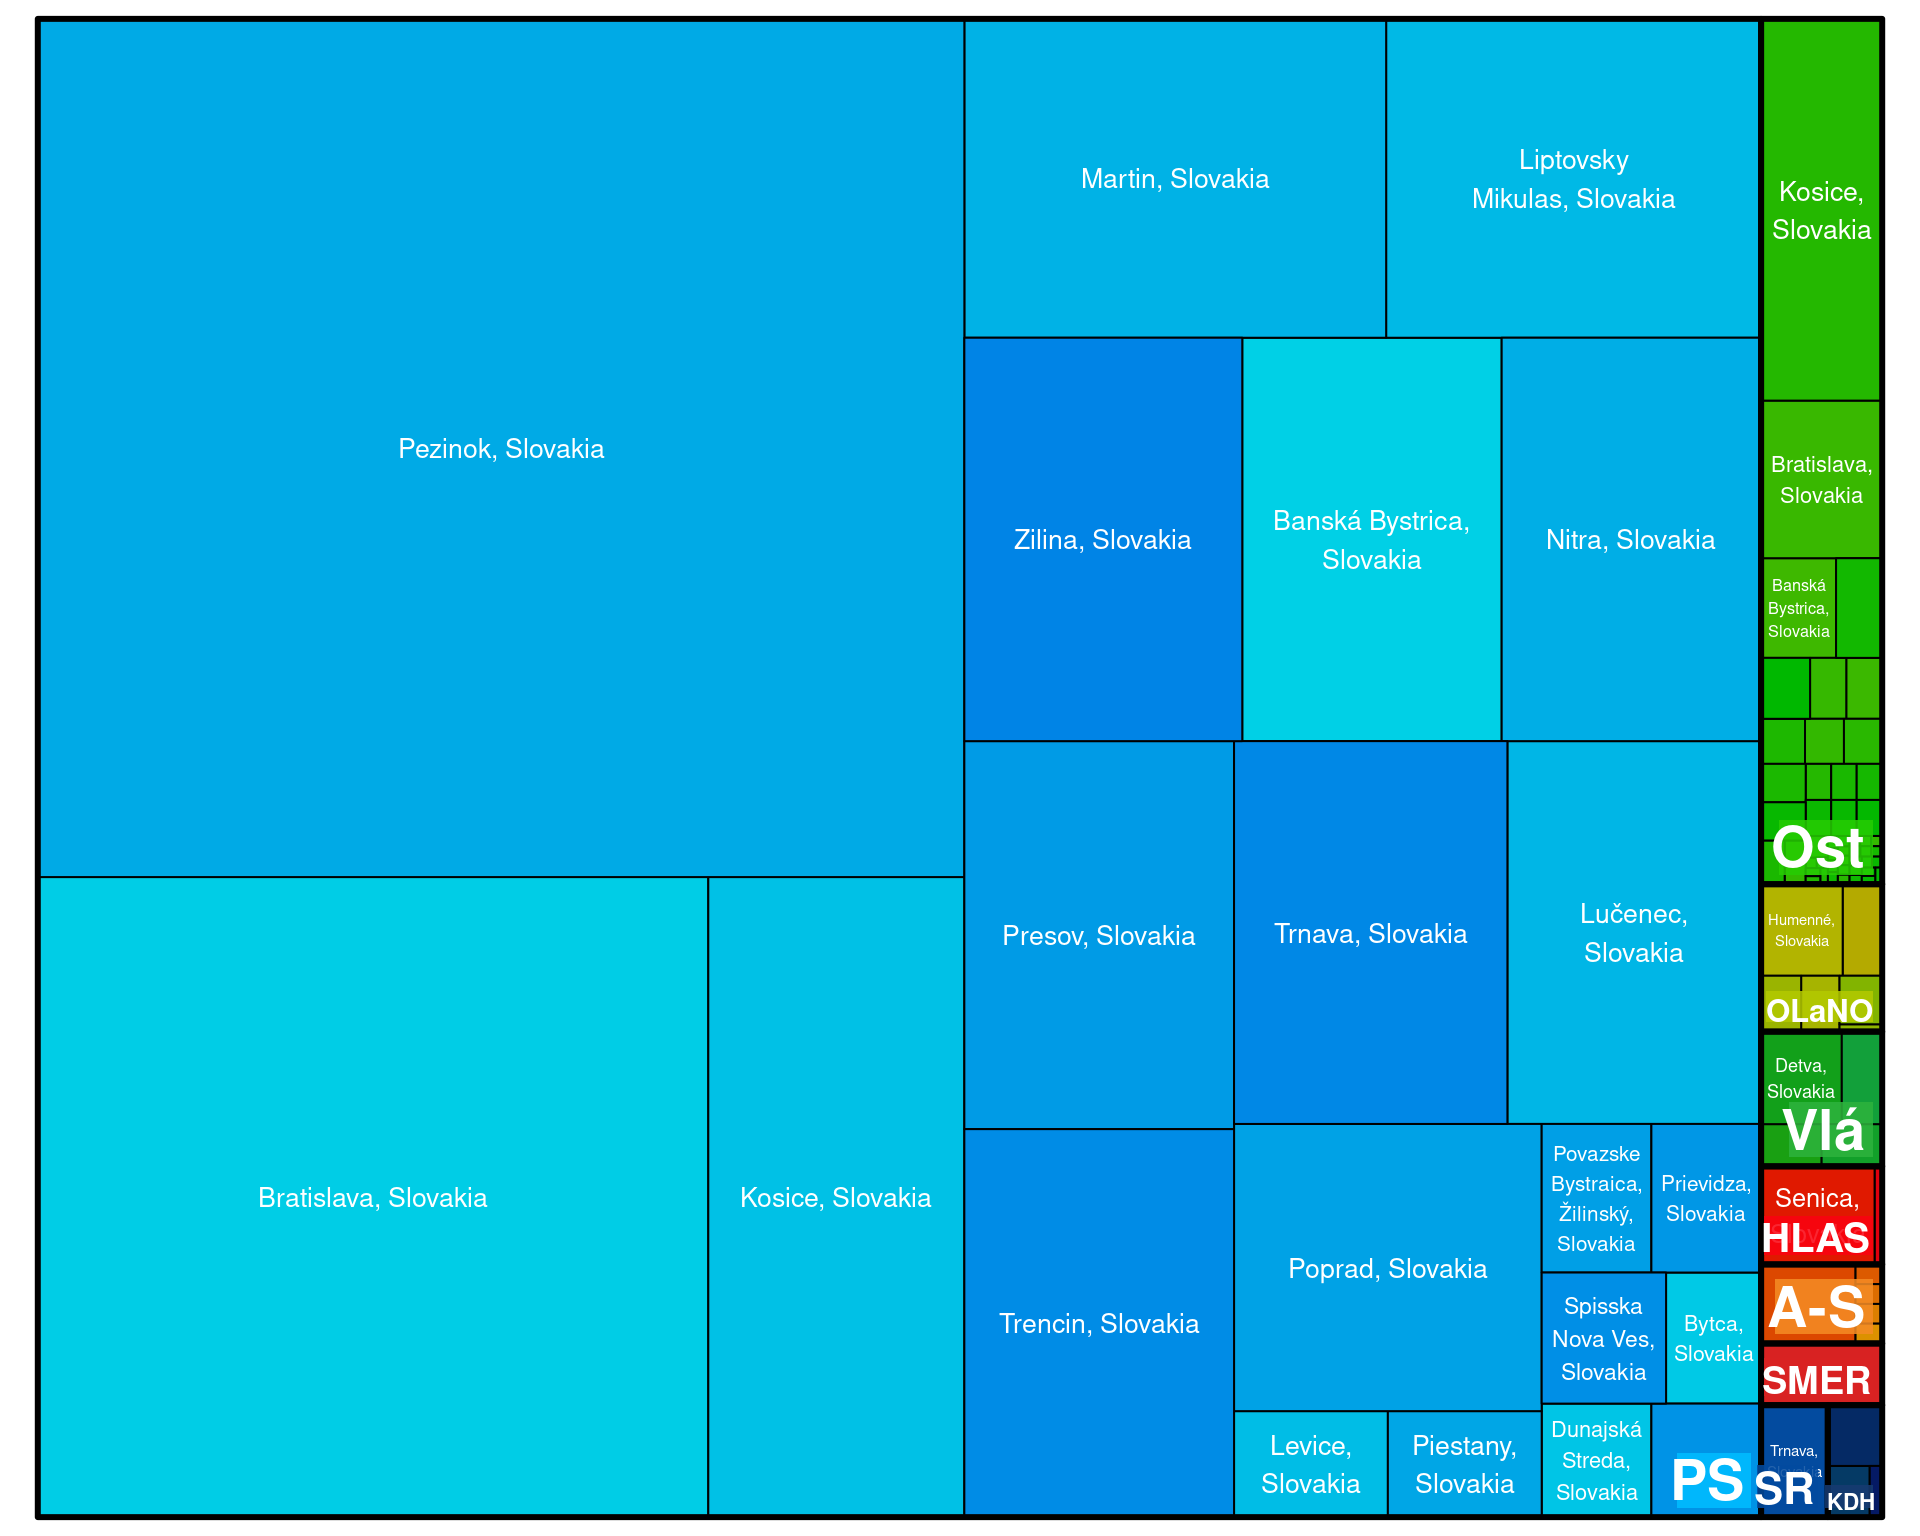 Pezinok, Slovakia
Bratislava, Slovakia
Kosice, Slovakia
Martin, Slovakia
Liptovsky
Mikulas, Slovakia
Zilina, Slovakia
Banská Bystrica,
Slovakia
Nitra, Slovakia
Presov, Slovakia
Trnava, Slovakia
Lučenec,
Slovakia
Trencin, Slovakia
Poprad, Slovakia
Povazske
Bystraica,
Žilinský,
Slovakia
Prievidza,
Slovakia
Spisska
Nova Ves,
Slovakia
Bytca,
Slovakia
Levice,
Slovakia
Piestany,
Slovakia
Dunajská
Streda,
Slovakia
PS
Kosice,
Slovakia
Bratislava,
Slovakia
Banská
Bystrica,
Slovakia
Ost
Humenné,
Slovakia
OLaNO
Detva,
Slovakia
Vlá
Senica,
HLAS
A-S
SMER
Trnava,
SR
KDH